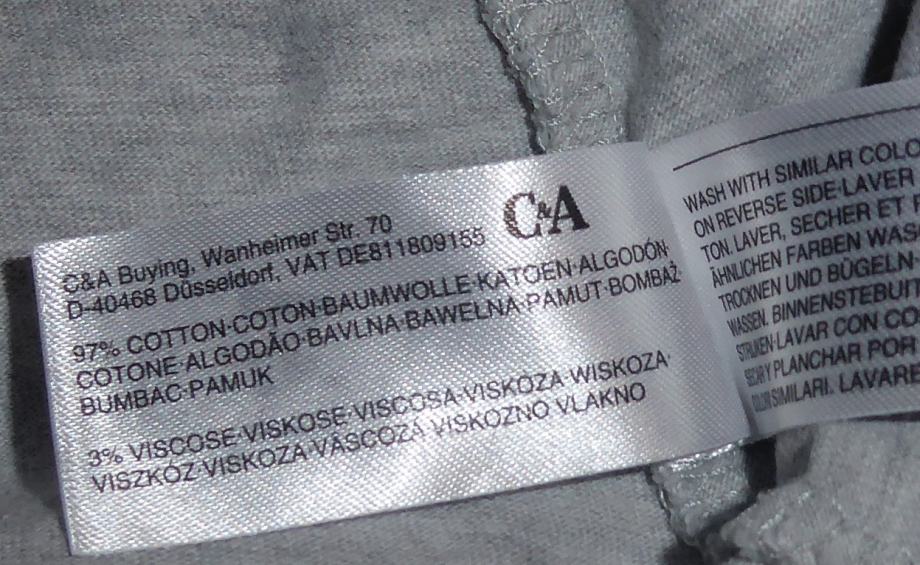 C&A Buying, Wanheimer Str. 70
D-40468 Düsseldorf, VAT DE811809155
C&A
97% COTTON·COTON·BAUMWOLLE·KATOEN·ALGODÓN·
COTONE·ALGODÃO·BAVLNA·BAWEŁNA·PAMUT·BOMBAŽ
BUMBAC·PAMUK
3% VISCOSE·VISKOSE·VISCOSA·VISKOZA WISKOZA·
VISZKÓZ·VISKOZA·VÂSCOZĂ VISKOZNO VLAKNO
WASH WITH SIMILAR COLO
ON REVERSE SIDE·LAVER
TON. LAVER, SECHER ET
ÄHNLICHEN FARBEN WAS
TROCKNEN UND BÜGELN·
WASSEN. BINNENSTEBUIT
STRIJKEN·LAVAR CON CO
SECAR Y PLANCHAR POR
COLORI SIMILARI. LAVARE